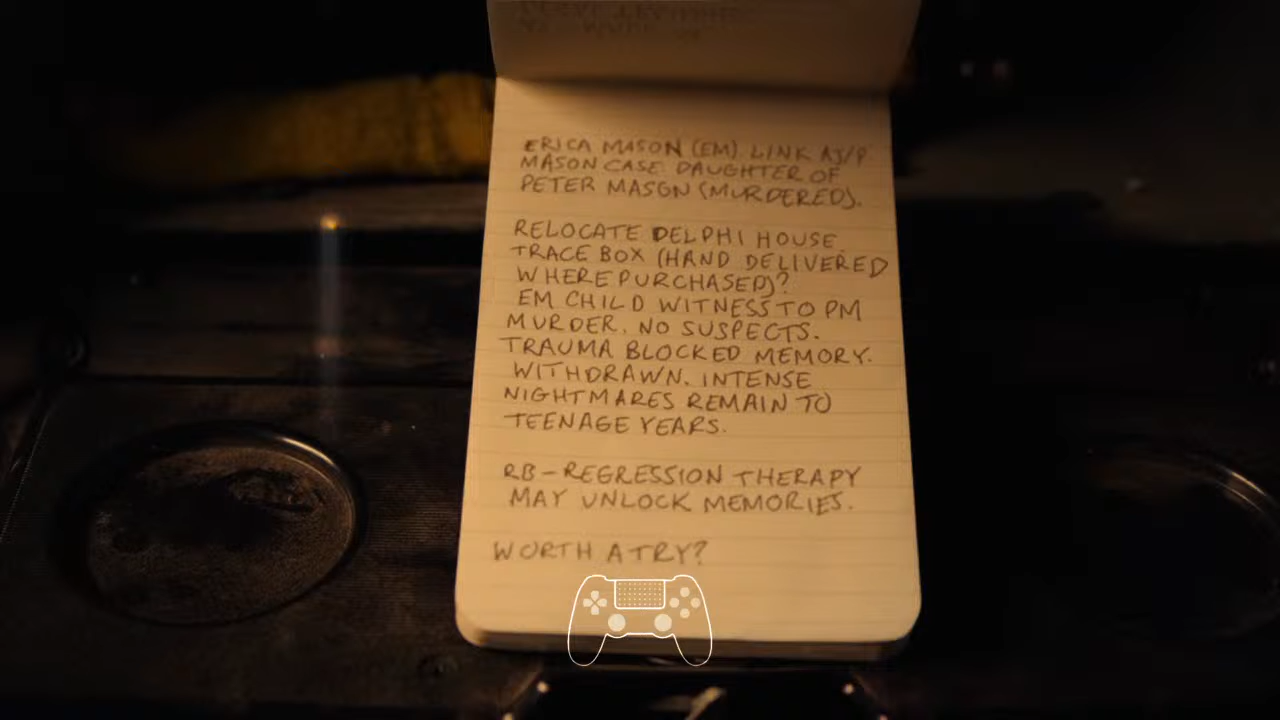 ERICA MASON (EM). LINK AJ/P
MASON CASE DAUGHTER OF
PETER MASON (MURDERED).
RELOCATE DELPHI HOUSE.
TRACE BOX (HAND DELIVERED
WHERE PURCHASED)?
EM CHILD WITNESS TO PM
MURDER. NO SUSPECTS.
TRAUMA BLOCKED MEMORY.
WITHDRAWN. INTENSE
NIGHTMARES REMAIN TO
TEENAGE YEARS.
RB-REGRESSION THERAPY
MAY UNLOCK MEMORIES.
WORTH A TRY?